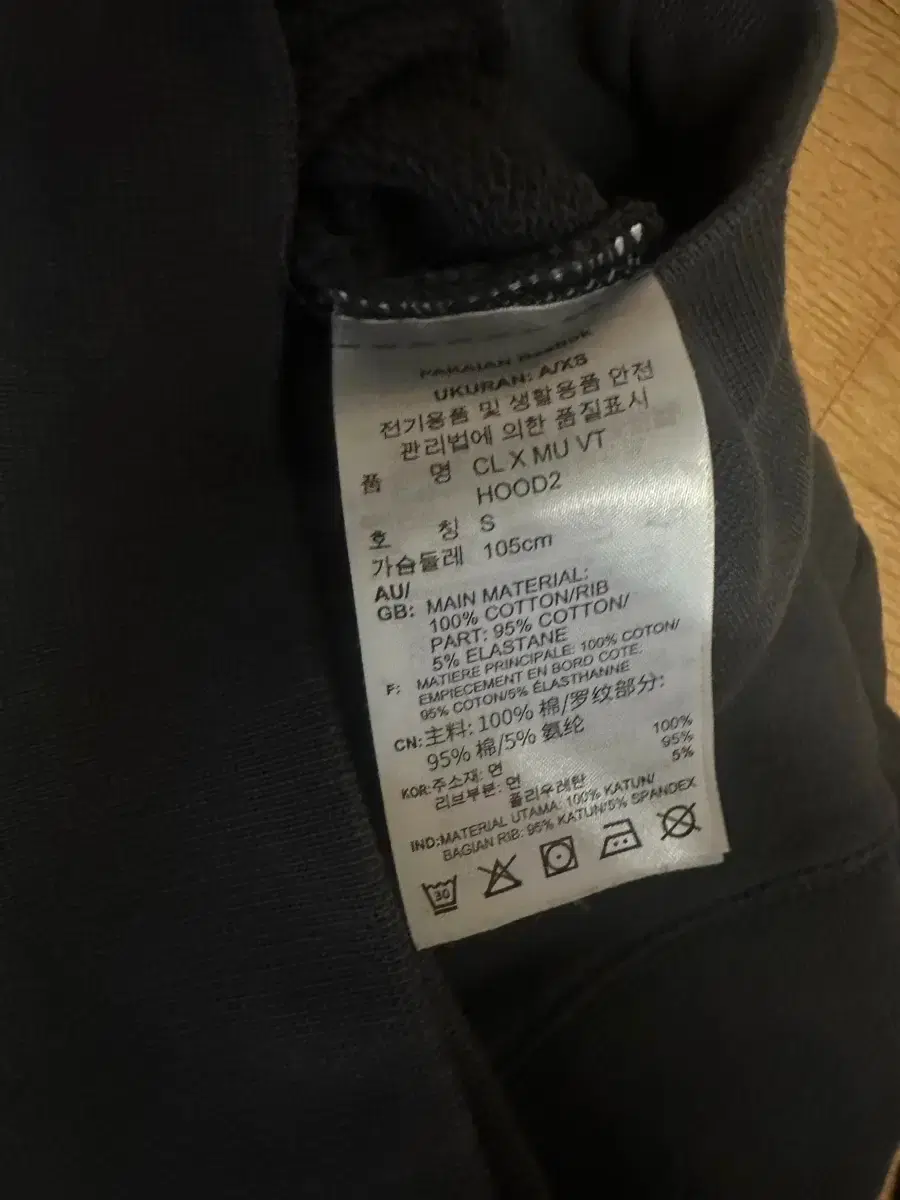 PAKAIAN Reebok
UKURAN: A/XS
전기용품 및 생활용품 안전
관리법에 의한 품질표시
품 명 CL X MU VT
HOOD2
호 칭 S
가슴둘레 105cm
AU/
GB: MAIN MATERIAL:
100% COTTON/RIB
PART: 95% COTTON/
5% ELASTANE
F: MATIERE PRINCIPALE: 100% COTON/
EMPIECEMENT EN BORD COTE:
95% COTON/5% ÉLASTHANNE
CN: 主料: 100% 棉/罗纹部分:
95% 棉/5% 氨纶
KOR: 주소재: 면 100%
리브부분: 면 95%
폴리우레탄 5%
IND: MATERIAL UTAMA: 100% KATUN/
BAGIAN RIB: 95% KATUN/5% SPANDEX
30